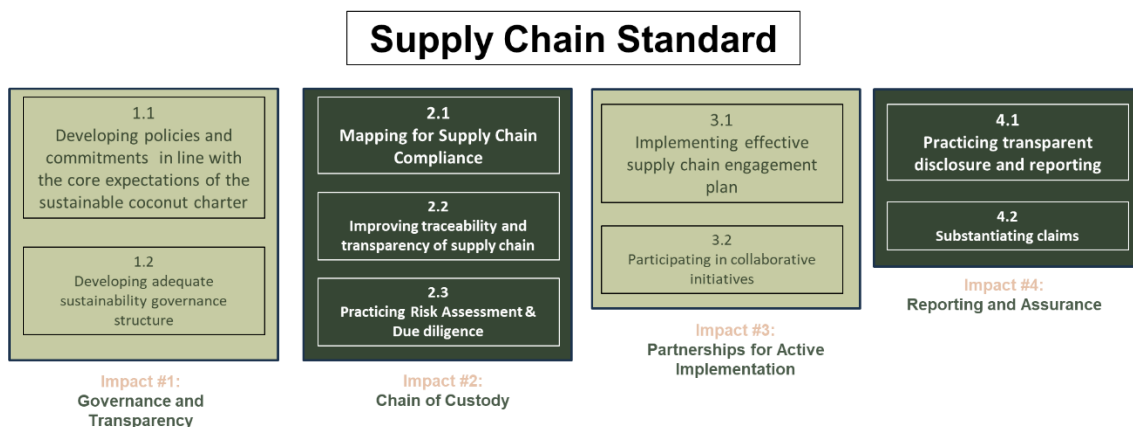 Supply Chain Standard
1.1
Developing policies and
commitments in line with
the core expectations of the
sustainable coconut charter
1.2
Developing adequate
sustainability governance
structure
Impact #1:
Governance and
Transparency
2.1
Mapping for Supply Chain
Compliance
2.2
Improving traceability and
transparency of supply chain
2.3
Practicing Risk Assessment &
Due diligence
Impact #2:
Chain of Custody
3.1
Implementing effective
supply chain engagement
plan
3.2
Participating in collaborative
initiatives
Impact #3:
Partnerships for Active
Implementation
4.1
Practicing transparent
disclosure and reporting
4.2
Substantiating claims
Impact #4:
Reporting and Assurance